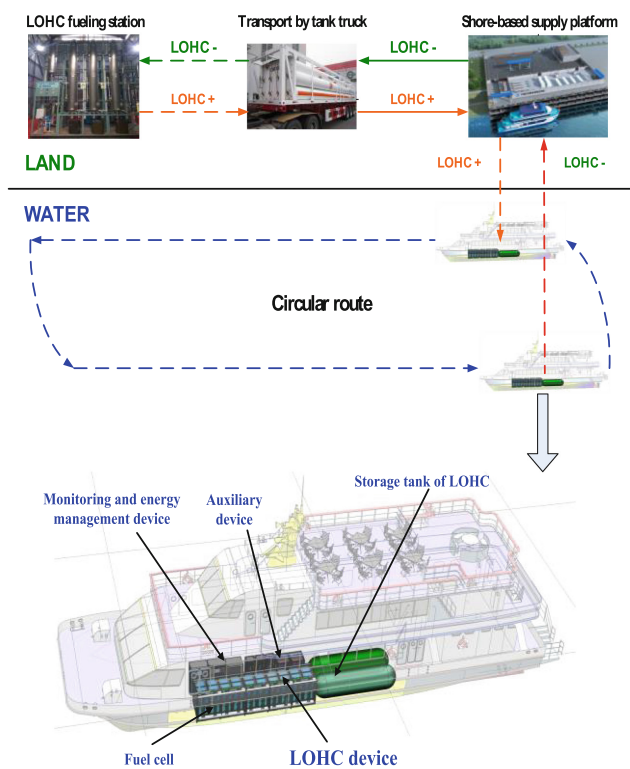 LOHC fueling station
Transport by tank truck
Shore-based supply platform
LOHC -
LOHC -
LOHC +
LOHC +
LAND
LOHC +
LOHC -
WATER
Circular route
Storage tank of LOHC
Monitoring and energy
management device
Auxiliary
device
Fuel cell
LOHC device